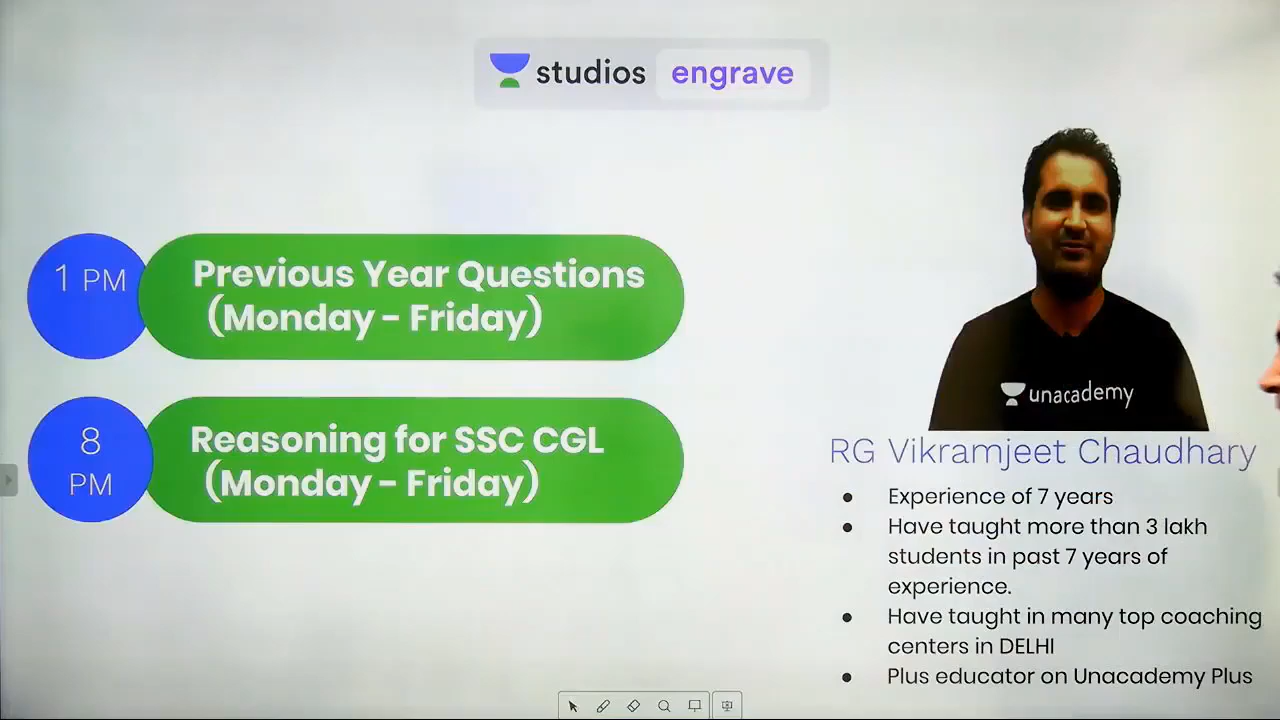 studios engrave
1 PM
Previous Year Questions
(Monday - Friday)
8
PM
Reasoning for SSC CGL
(Monday - Friday)
unacademy
RG Vikramjeet Chaudhary
● Experience of 7 years
● Have taught more than 3 lakh
students in past 7 years of
experience.
● Have taught in many top coaching
centers in DELHI
● Plus educator on Unacademy Plus